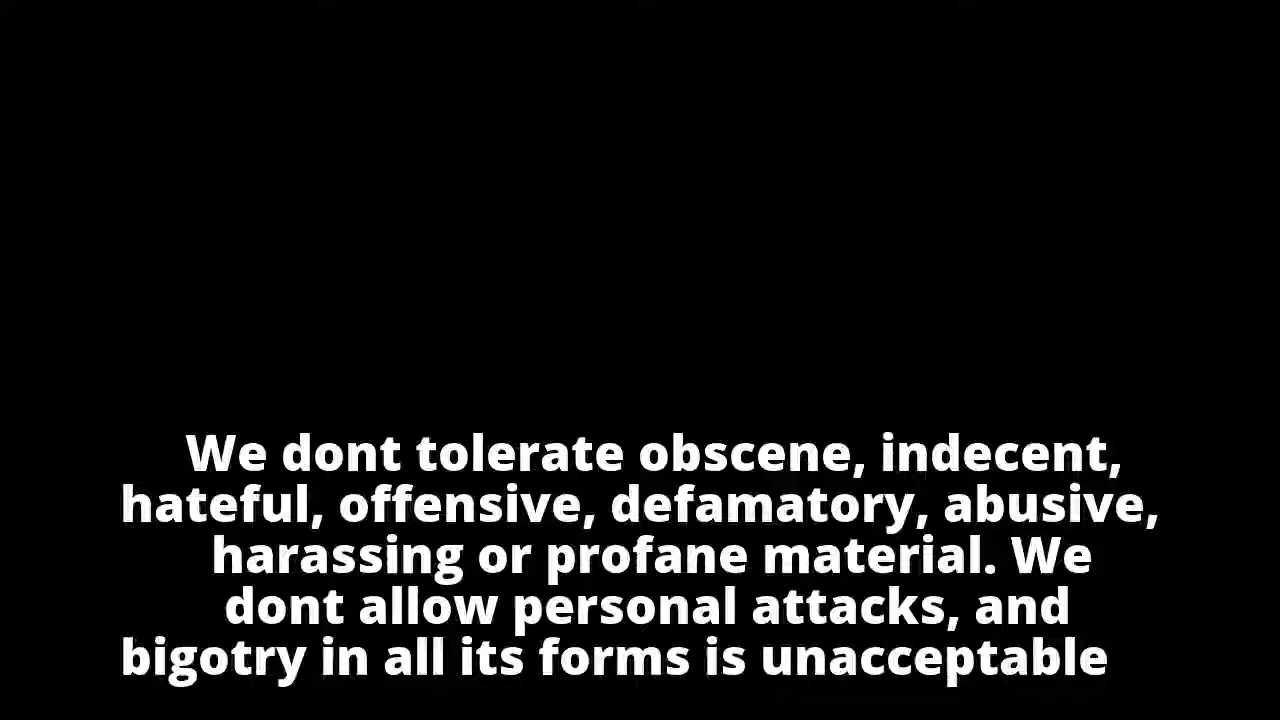 We dont tolerate obscene, indecent,
hateful, offensive, defamatory, abusive,
harassing or profane material. We
dont allow personal attacks, and
bigotry in all its forms is unacceptable